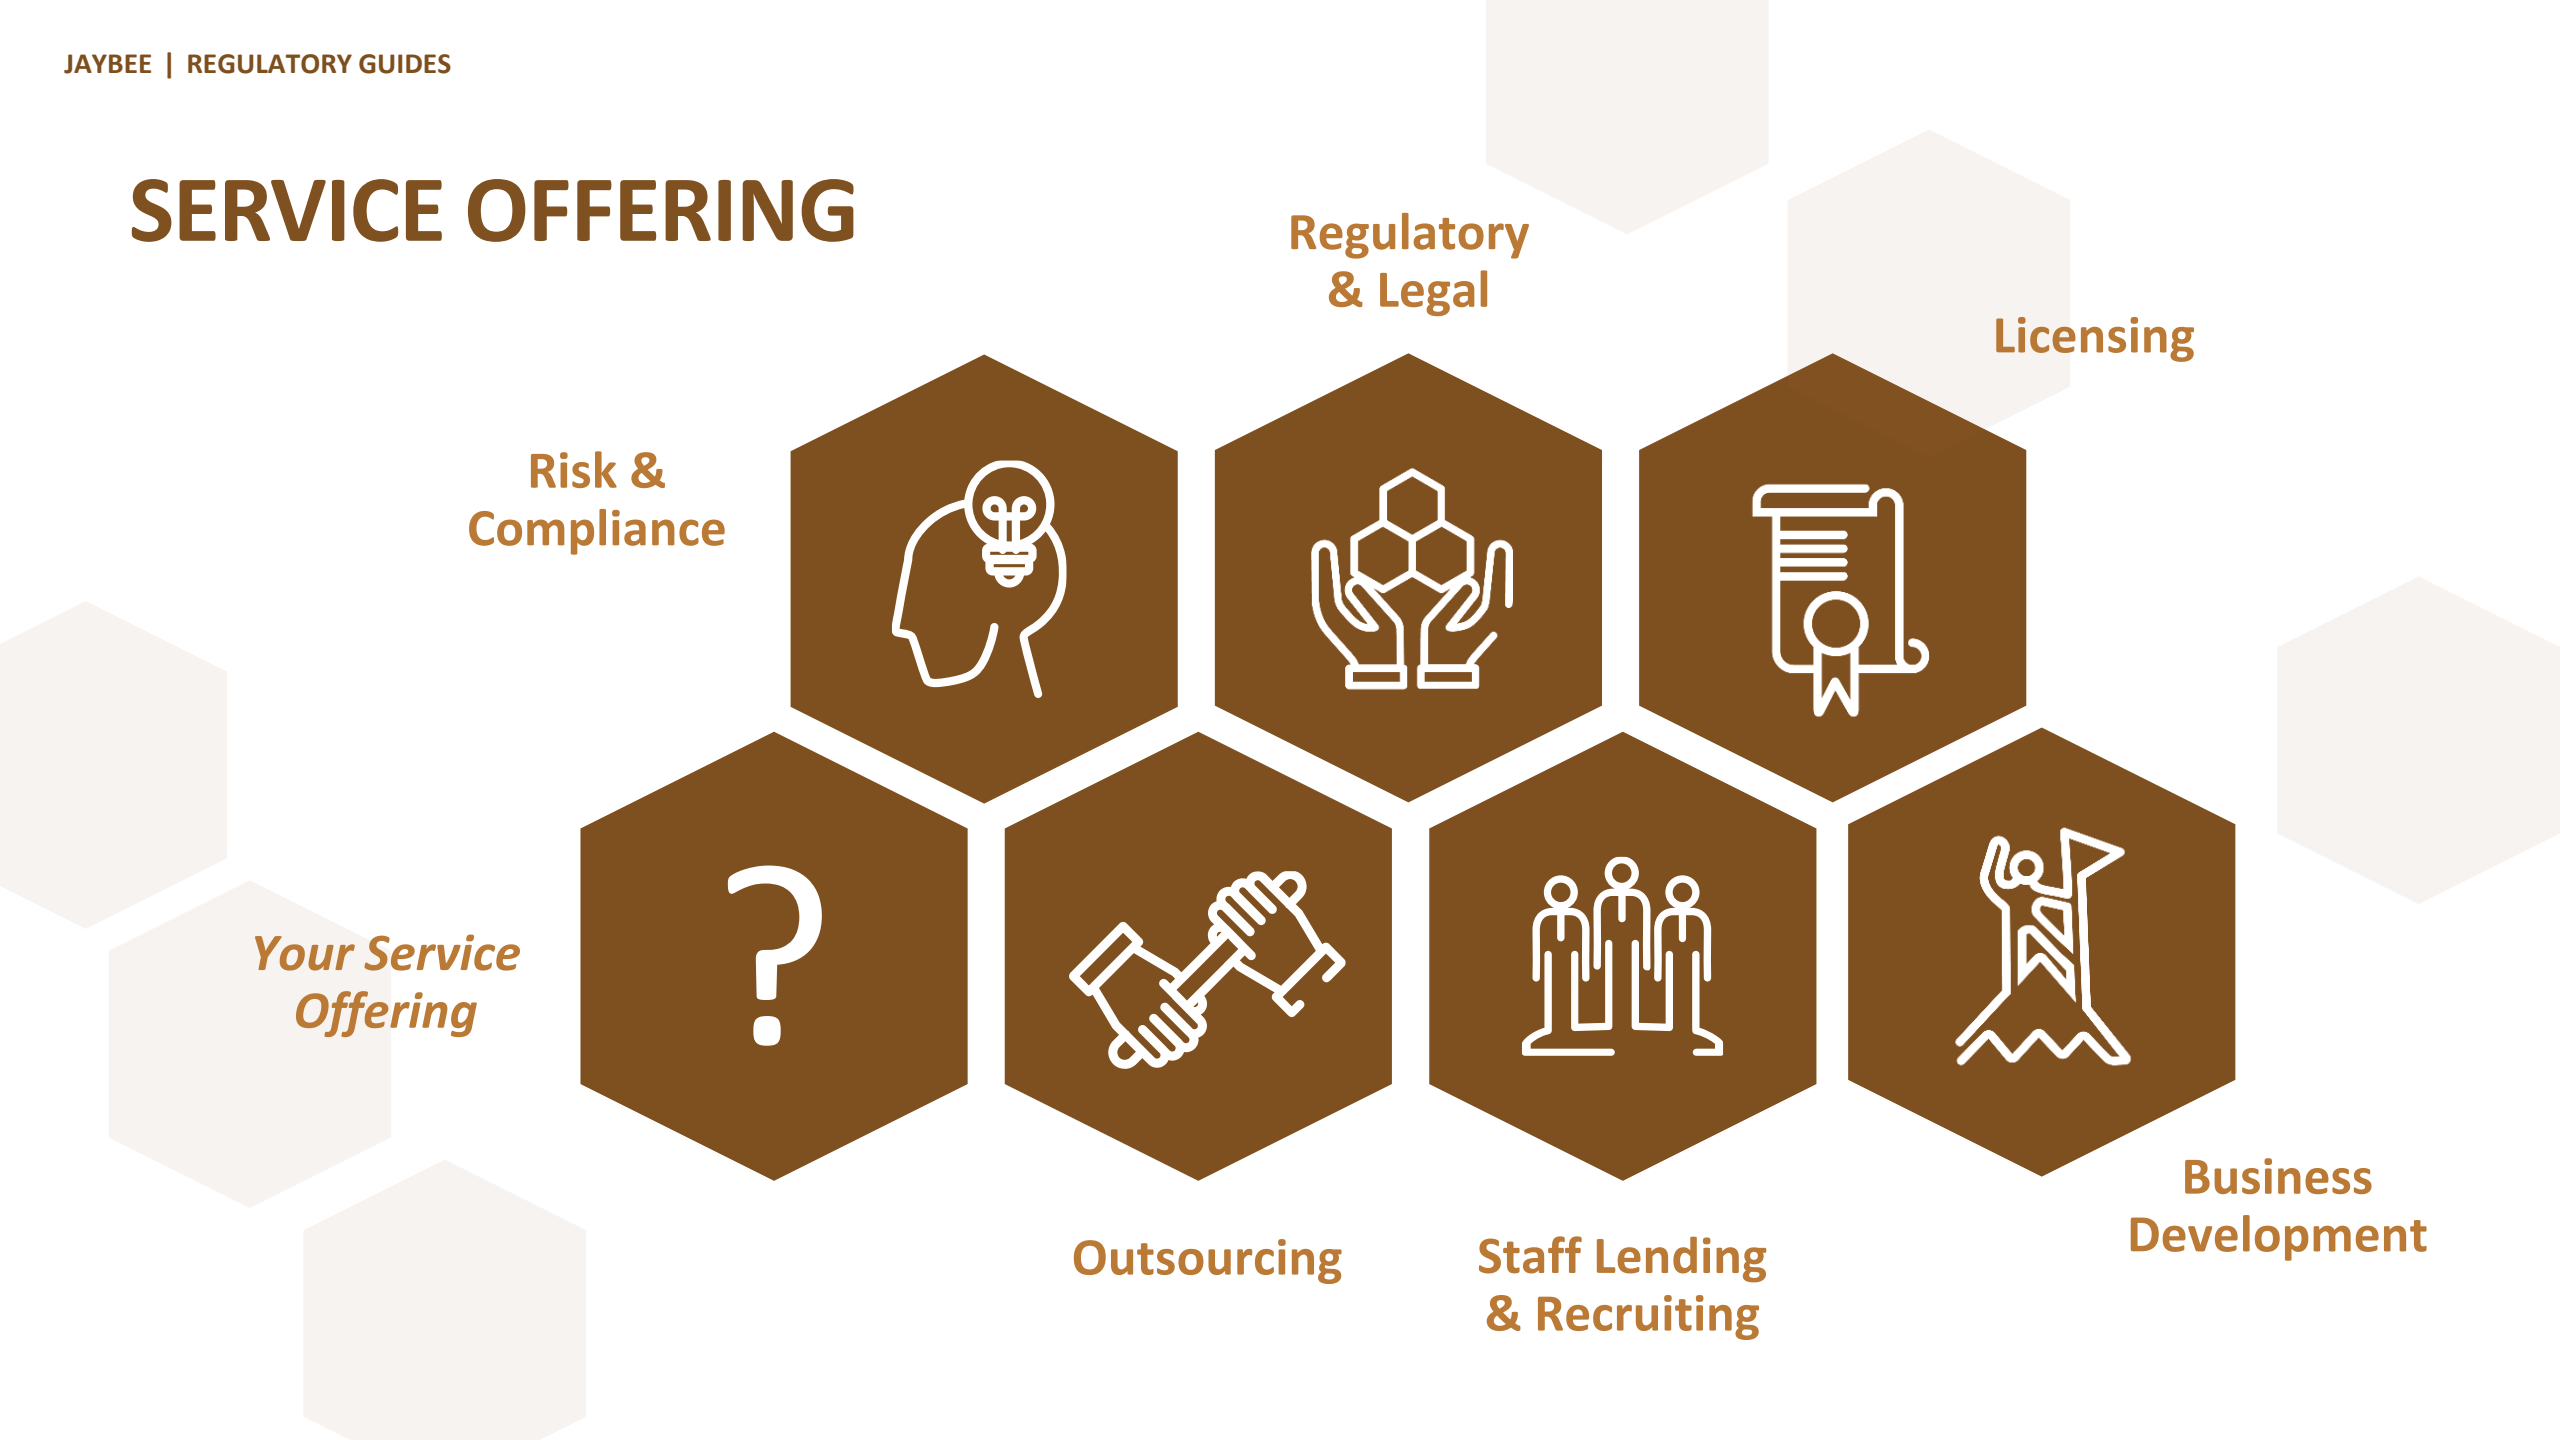 JAYBEE | REGULATORY GUIDES
SERVICE OFFERING
Regulatory
& Legal
Licensing
Risk &
Compliance
?
Your Service
Offering
Outsourcing
Staff Lending
& Recruiting
Business
Development